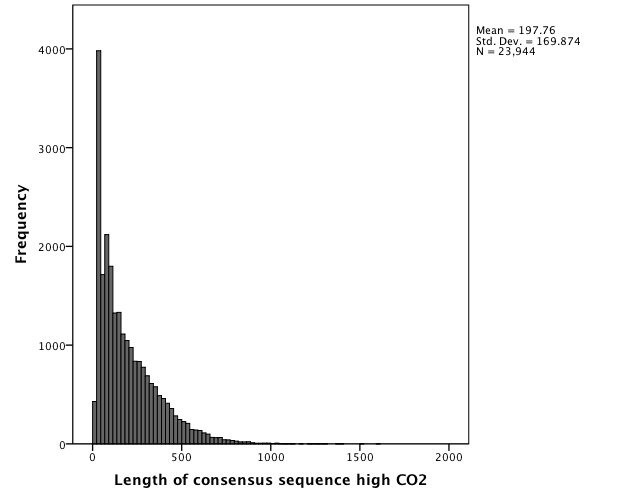 Mean = 197.76
Std. Dev. = 169.874
N = 23,944
4000
3000
2000
1000
0
Frequency
0 500 1000 1500 2000
Length of consensus sequence high CO2